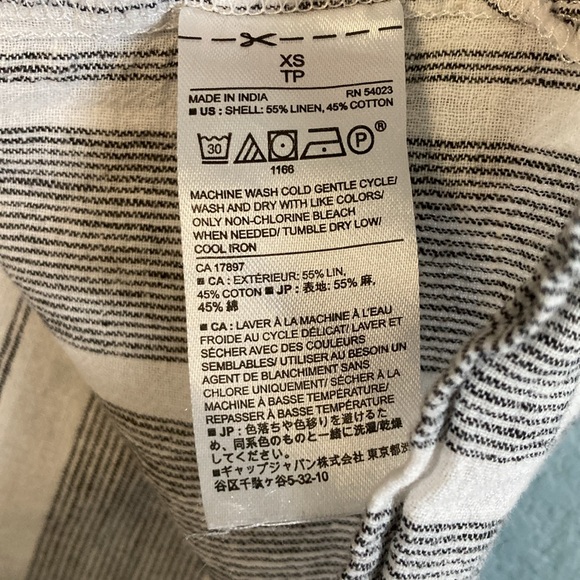 XS
TP
MADE IN INDIA RN 54023
■ US : SHELL: 55% LINEN, 45% COTTON
30 P ®
1166
MACHINE WASH COLD GENTLE CYCLE/
WASH AND DRY WITH LIKE COLORS/
ONLY NON-CHLORINE BLEACH
WHEN NEEDED/ TUMBLE DRY LOW/
COOL IRON
CA 17897
■ CA : EXTÉRIEUR: 55% LIN,
45% COTON ■ JP : 表地: 55% 麻,
45% 綿
■ CA : LAVER À LA MACHINE À L'EAU
FROIDE AU CYCLE DÉLICAT/ LAVER ET
SÉCHER AVEC DES COULEURS
SEMBLABLES/ UTILISER AU BESOIN UN
AGENT DE BLANCHIMENT SANS
CHLORE UNIQUEMENT/ SÉCHER À LA
MACHINE À BASSE TEMPÉRATURE/
REPASSER À BASSE TEMPÉRATURE
■ JP : 色落ちや色移りを避けるた
め、同系色のものと一緒に洗濯/乾燥
してください。
■ギャップジャパン株式会社 東京都渋
谷区千駄ヶ谷5-32-10